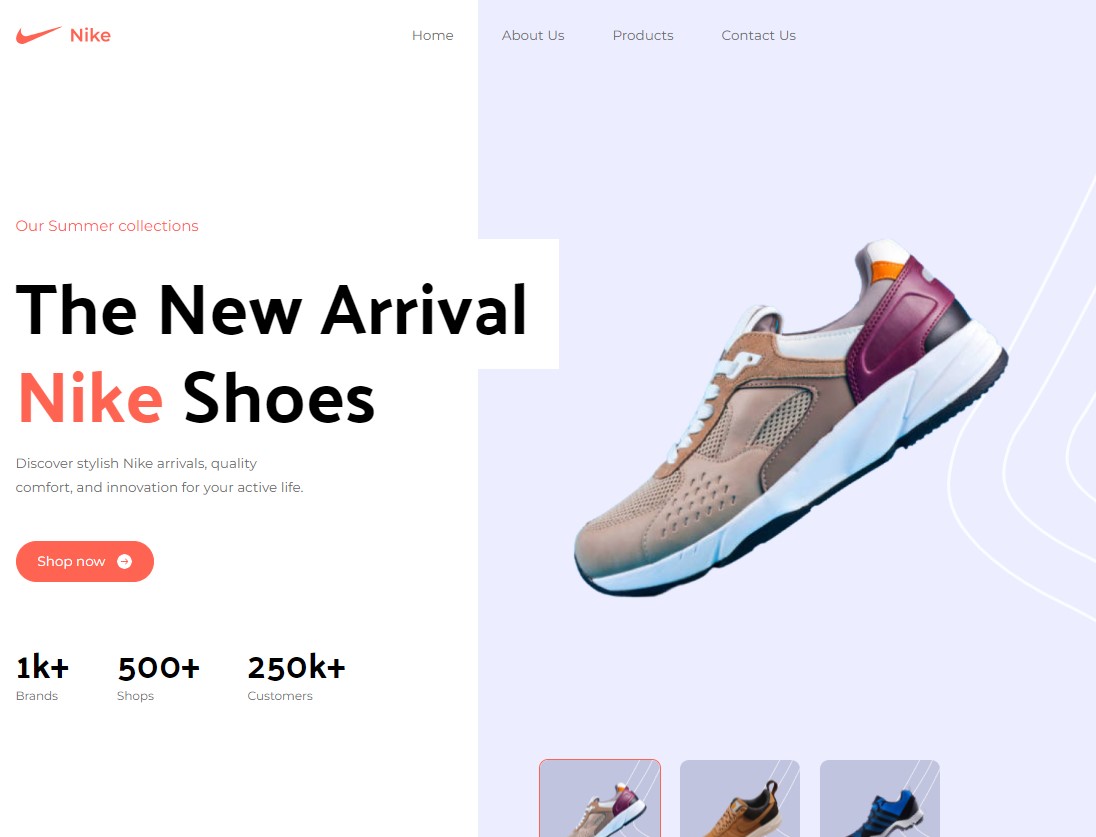 Nike
Home
About Us
Products
Contact Us
Our Summer collections
The New Arrival
Nike Shoes
Discover stylish Nike arrivals, quality
comfort, and innovation for your active life.
Shop now
1k+
Brands
500+
Shops
250k+
Customers